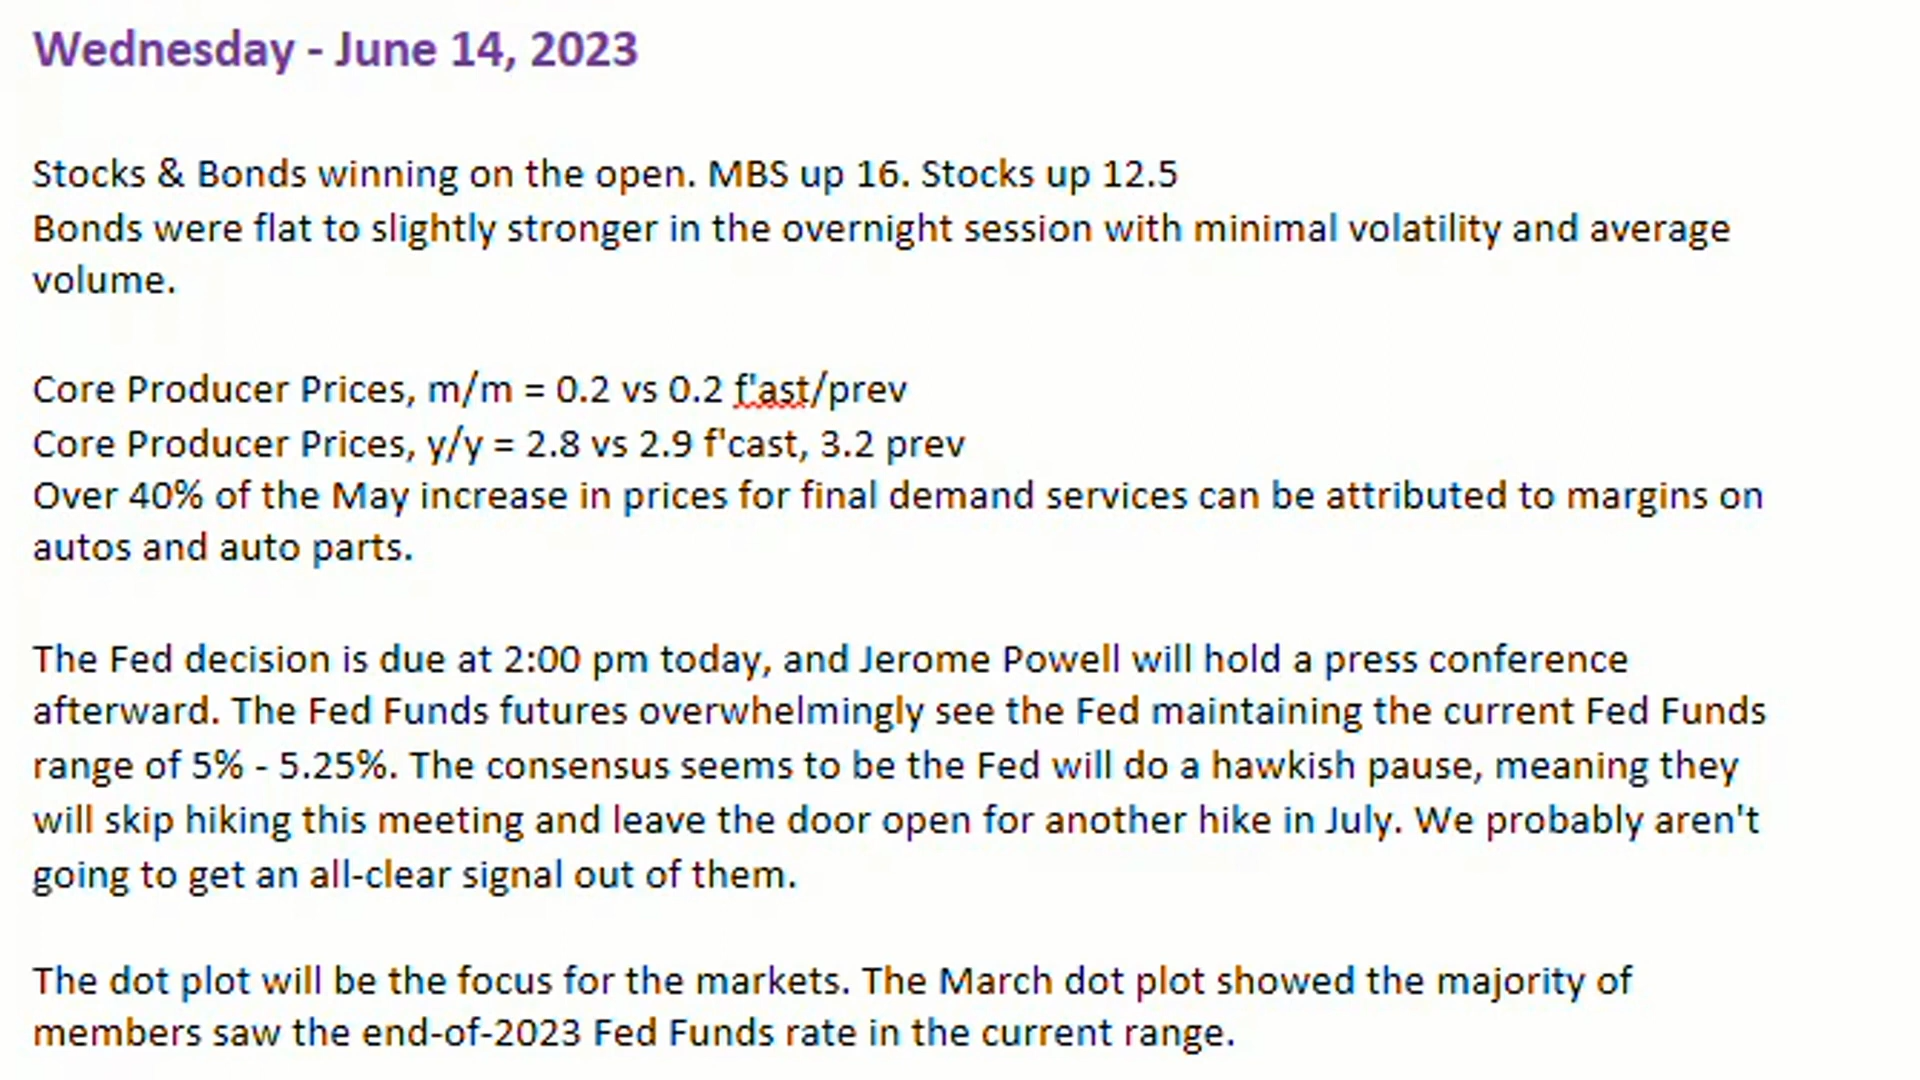 Wednesday - June 14, 2023
Stocks & Bonds winning on the open. MBS up 16. Stocks up 12.5
Bonds were flat to slightly stronger in the overnight session with minimal volatility and average
volume.
Core Producer Prices, m/m = 0.2 vs 0.2 f'ast/prev
Core Producer Prices, y/y = 2.8 vs 2.9 f'cast, 3.2 prev
Over 40% of the May increase in prices for final demand services can be attributed to margins on
autos and auto parts.
The Fed decision is due at 2:00 pm today, and Jerome Powell will hold a press conference
afterward. The Fed Funds futures overwhelmingly see the Fed maintaining the current Fed Funds
range of 5% - 5.25%. The consensus seems to be the Fed will do a hawkish pause, meaning they
will skip hiking this meeting and leave the door open for another hike in July. We probably aren't
going to get an all-clear signal out of them.
The dot plot will be the focus for the markets. The March dot plot showed the majority of
members saw the end-of-2023 Fed Funds rate in the current range.